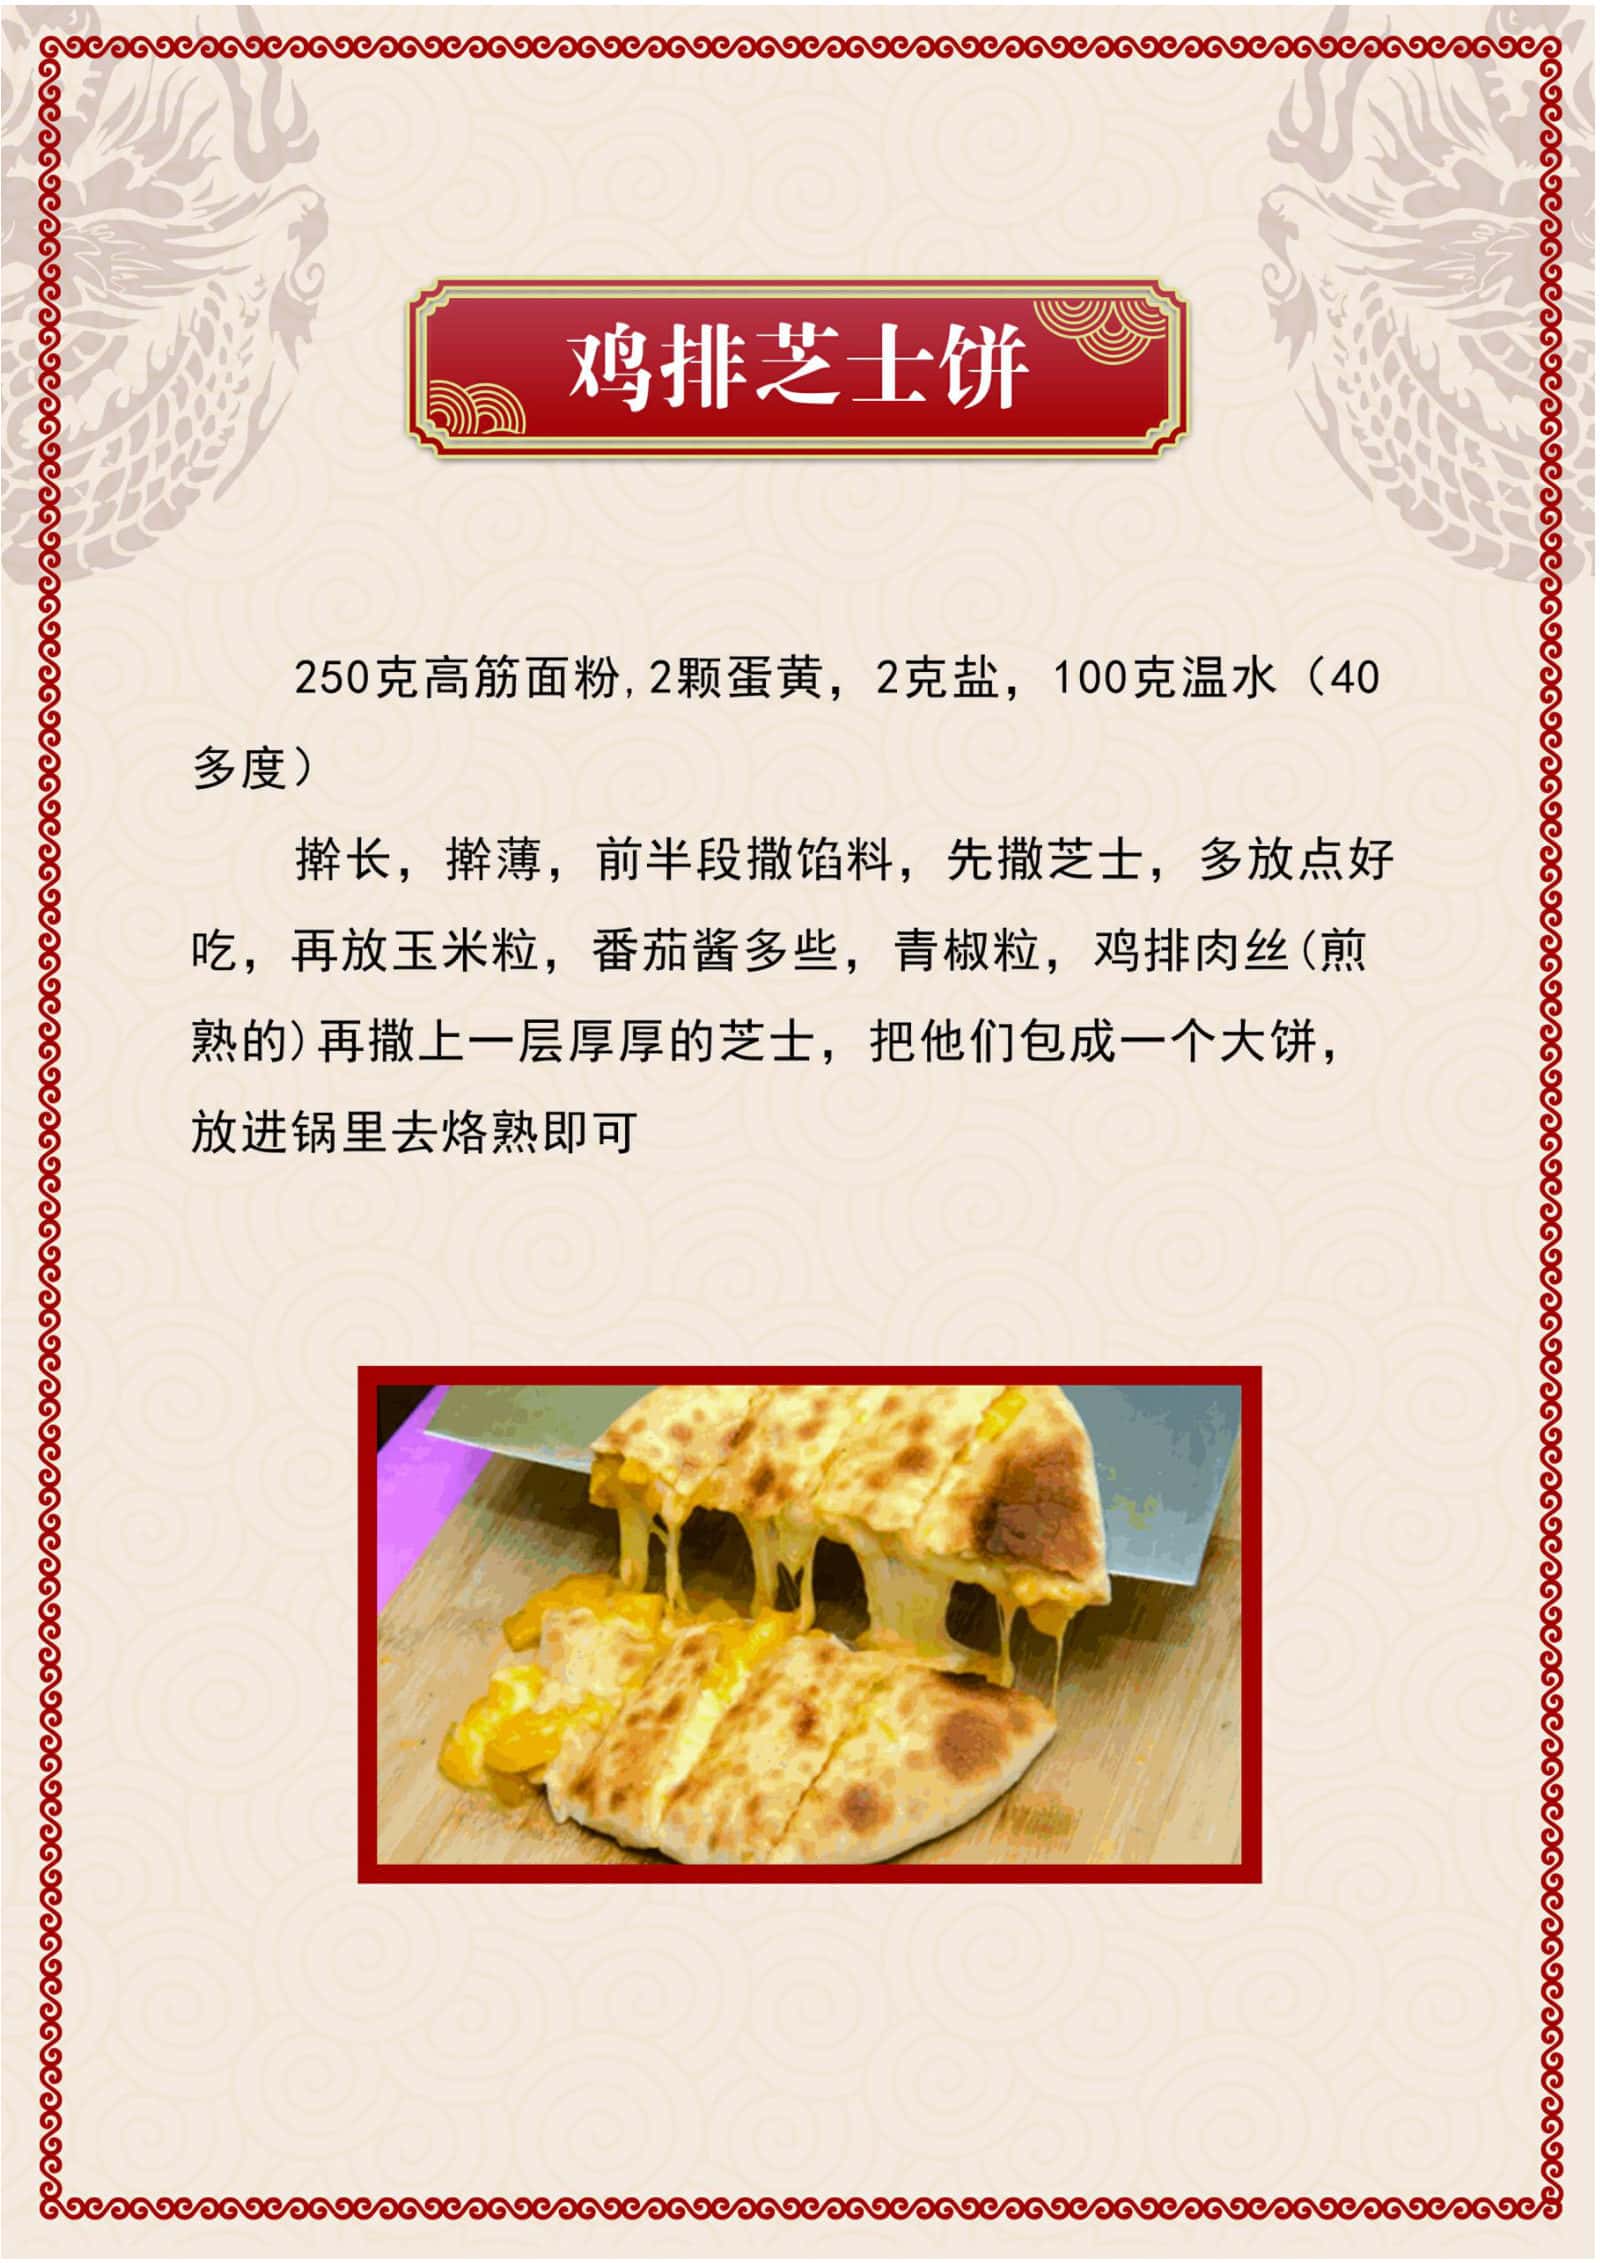 鸡排芝士饼
250克高筋面粉,2颗蛋黄，2克盐，100克温水（40
多度）
擀长，擀薄，前半段撒馅料，先撒芝士，多放点好
吃，再放玉米粒，番茄酱多些，青椒粒，鸡排肉丝(煎
熟的)再撒上一层厚厚的芝士，把他们包成一个大饼，
放进锅里去烙熟即可